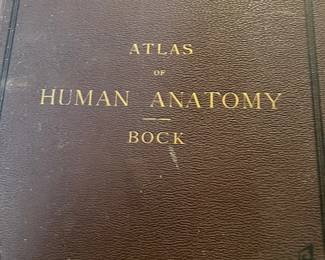 ATLAS
OF
HUMAN ANATOMY
BOCK